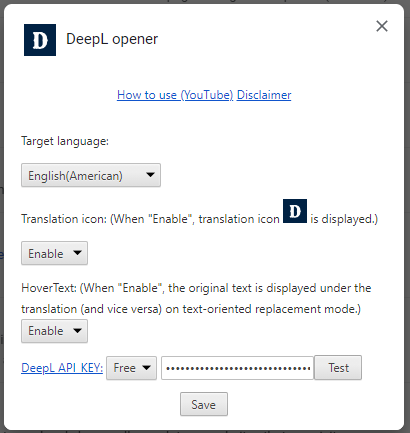 D DeepL opener
How to use (YouTube) Disclaimer
Target language:
English(American)
Translation icon: (When "Enable", translation icon D is displayed.)
Enable
HoverText: (When "Enable", the original text is displayed under the
translation (and vice versa) on text-oriented replacement mode.)
Enable
DeepL API KEY: Free •••••••••••••••••••••••••••••• Test
Save